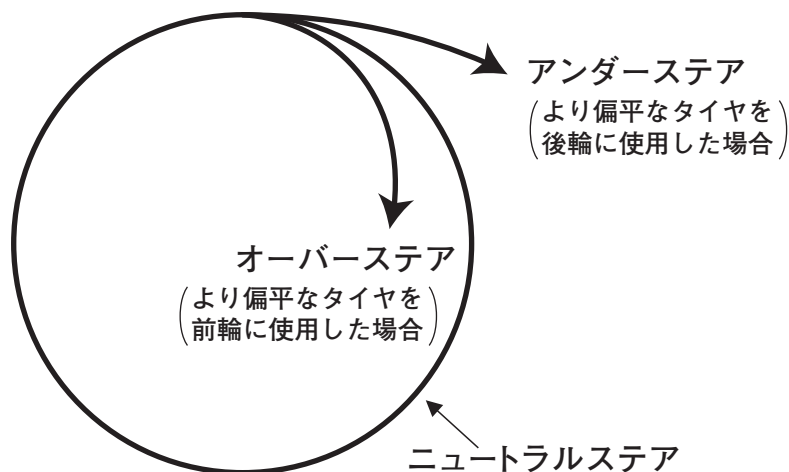 アンダーステア
(より偏平なタイヤを
後輪に使用した場合)
オーバーステア
(より偏平なタイヤを
前輪に使用した場合)
ニュートラルステア